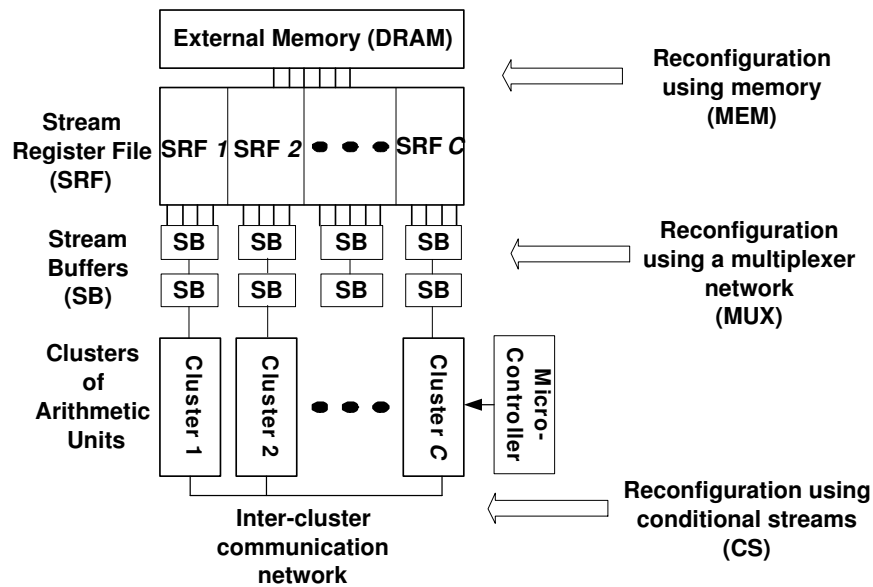 External Memory (DRAM)
Reconfiguration
using memory
(MEM)
Stream
Register File
(SRF)
SRF 1
SRF 2
SRF C
Stream
Buffers
(SB)
SB
SB
SB
SB
SB
SB
SB
SB
Reconfiguration
using a multiplexer
network
(MUX)
Clusters
of
Arithmetic
Units
Cluster 1
Cluster 2
Cluster C
Micro-
Controller
Inter-cluster
communication
network
Reconfiguration using
conditional streams
(CS)